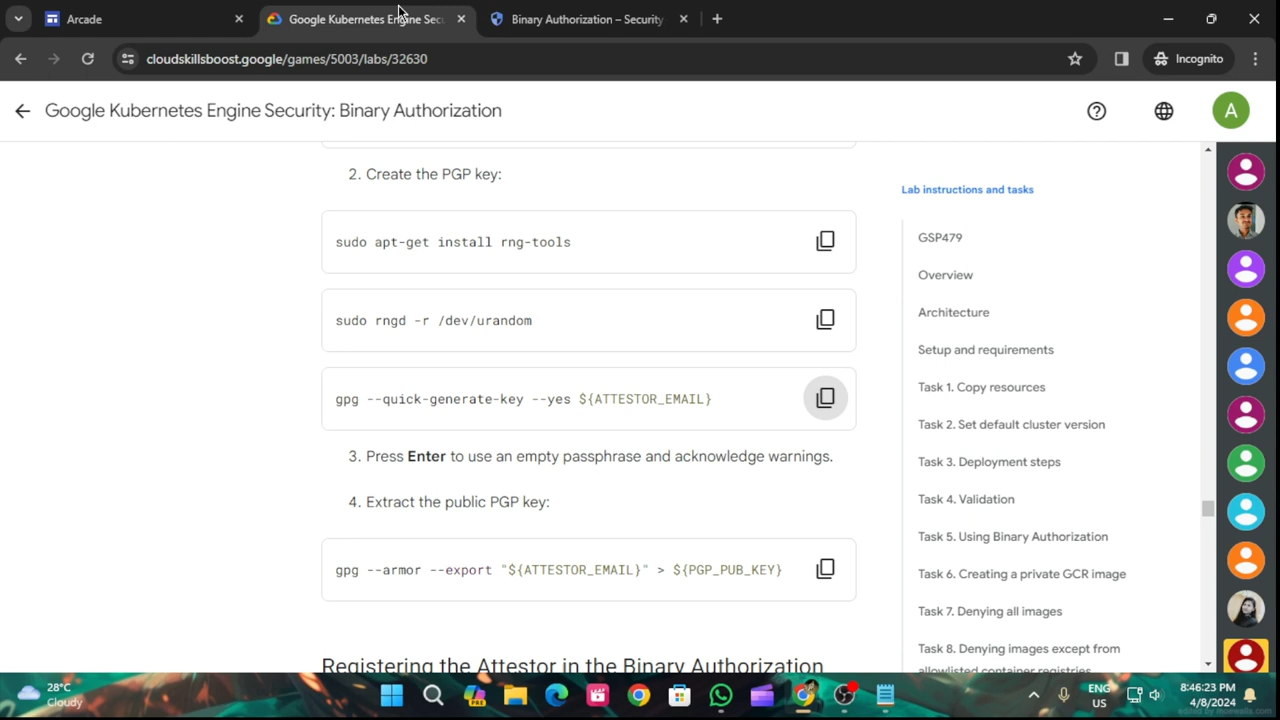 Arcade
Google Kubernetes Engine Sec
Binary Authorization – Security
cloudskillsboost.google/games/5003/labs/32630
Incognito
Google Kubernetes Engine Security: Binary Authorization
A
2. Create the PGP key:
sudo apt-get install rng-tools
sudo rngd -r /dev/urandom
gpg --quick-generate-key --yes ${ATTESTOR_EMAIL}
3. Press Enter to use an empty passphrase and acknowledge warnings.
4. Extract the public PGP key:
gpg --armor --export "${ATTESTOR_EMAIL}" > ${PGP_PUB_KEY}
Registering the Attestor in the Binary Authorization
Lab instructions and tasks
GSP479
Overview
Architecture
Setup and requirements
Task 1. Copy resources
Task 2. Set default cluster version
Task 3. Deployment steps
Task 4. Validation
Task 5. Using Binary Authorization
Task 6. Creating a private GCR image
Task 7. Denying all images
Task 8. Denying images except from
allowlisted container registries
28°C
Cloudy
ENG
US
8:46:23 PM
4/8/2024